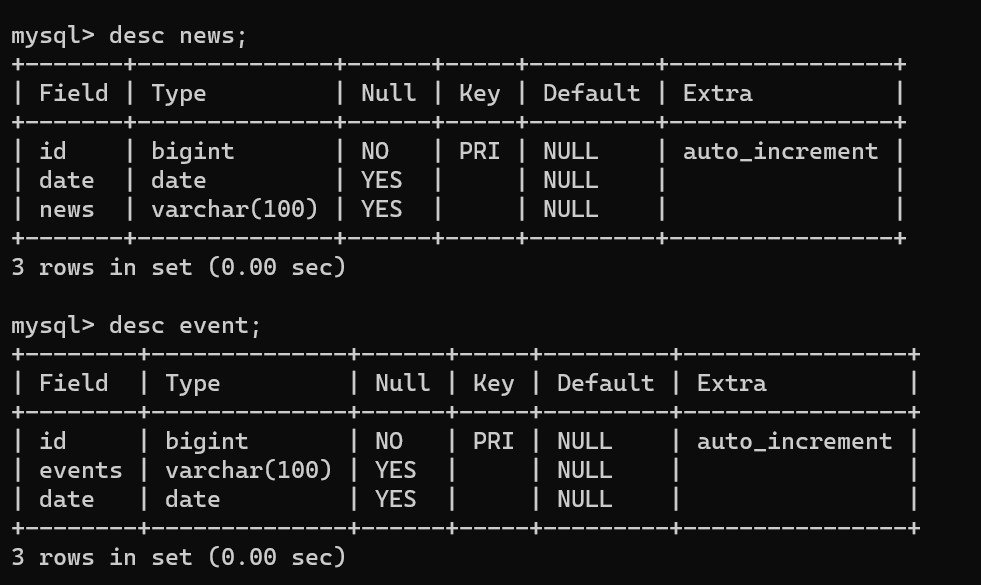 mysql> desc news;
+-------+--------------+------+-----+---------+----------------+
| Field | Type         | Null | Key | Default | Extra          |
+-------+--------------+------+-----+---------+----------------+
| id    | bigint       | NO   | PRI | NULL    | auto_increment |
| date  | date         | YES  |     | NULL    |                |
| news  | varchar(100) | YES  |     | NULL    |                |
+-------+--------------+------+-----+---------+----------------+
3 rows in set (0.00 sec)

mysql> desc event;
+--------+--------------+------+-----+---------+----------------+
| Field  | Type         | Null | Key | Default | Extra          |
+--------+--------------+------+-----+---------+----------------+
| id     | bigint       | NO   | PRI | NULL    | auto_increment |
| events | varchar(100) | YES  |     | NULL    |                |
| date   | date         | YES  |     | NULL    |                |
+--------+--------------+------+-----+---------+----------------+
3 rows in set (0.00 sec)